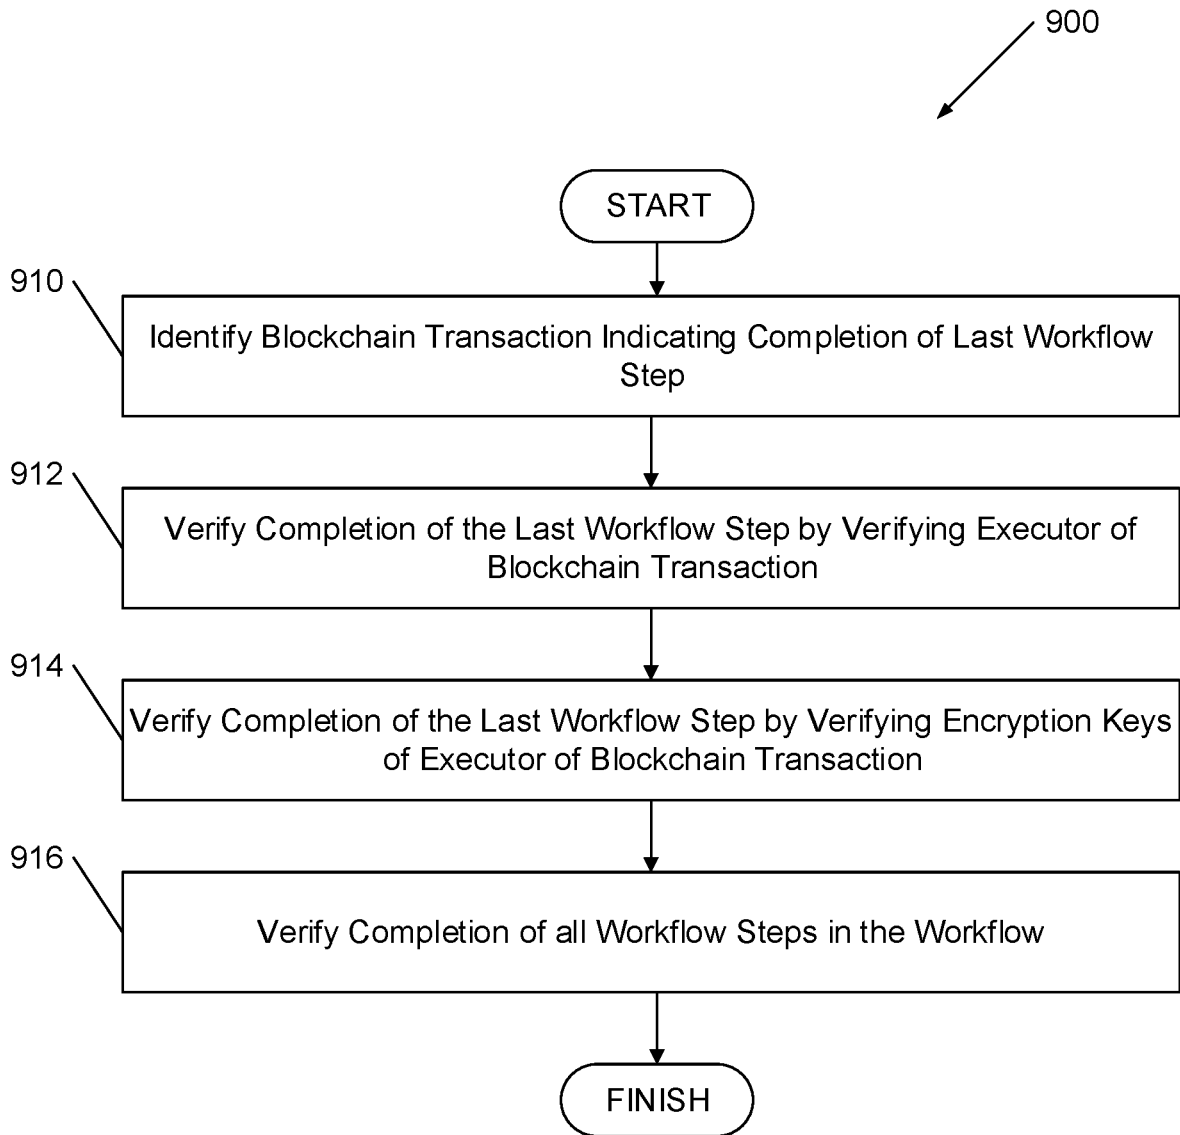 900
START
910
Identify Blockchain Transaction Indicating Completion of Last Workflow
Step
912
Verify Completion of the Last Workflow Step by Verifying Executor of
Blockchain Transaction
914
Verify Completion of the Last Workflow Step by Verifying Encryption Keys
of Executor of Blockchain Transaction
916
Verify Completion of all Workflow Steps in the Workflow
FINISH